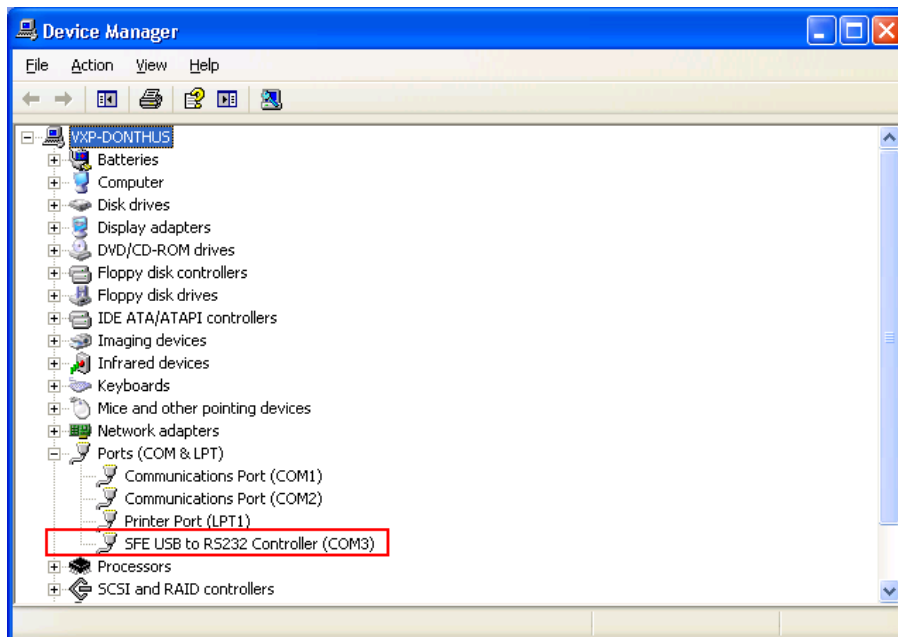 Device Manager
File Action View Help
VXP-DONTHUS
Batteries
Computer
Disk drives
Display adapters
DVD/CD-ROM drives
Floppy disk controllers
Floppy disk drives
IDE ATA/ATAPI controllers
Imaging devices
Infrared devices
Keyboards
Mice and other pointing devices
Network adapters
Ports (COM & LPT)
Communications Port (COM1)
Communications Port (COM2)
Printer Port (LPT1)
SFE USB to RS232 Controller (COM3)
Processors
SCSI and RAID controllers